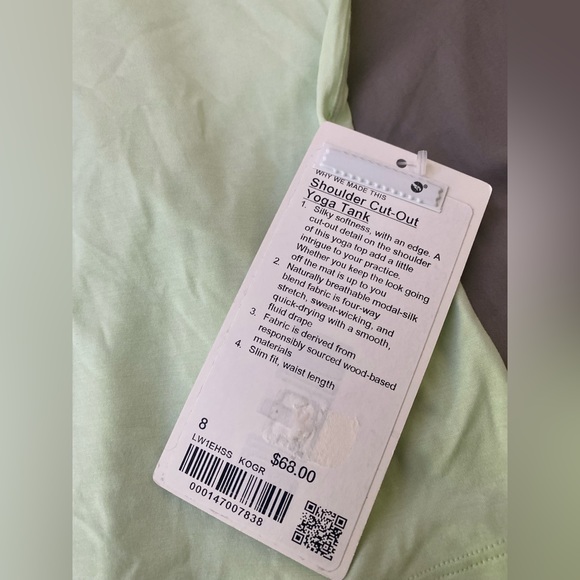 WHY WE MADE THIS
Shoulder Cut-Out
Yoga Tank
1. Silky softness, with an edge. A
cut-out detail on the shoulder
of this yoga top add a little
intrigue to your practice.
Whether you keep the look going
off the mat is up to you
2. Naturally breathable modal-silk
blend fabric is four-way
stretch, sweat-wicking, and
quick-drying with a smooth,
fluid drape
3. Fabric is derived from
responsibly sourced wood-based
materials
4. Slim fit, waist length
8
LW1EHSS KOGR
$68.00
000147007838